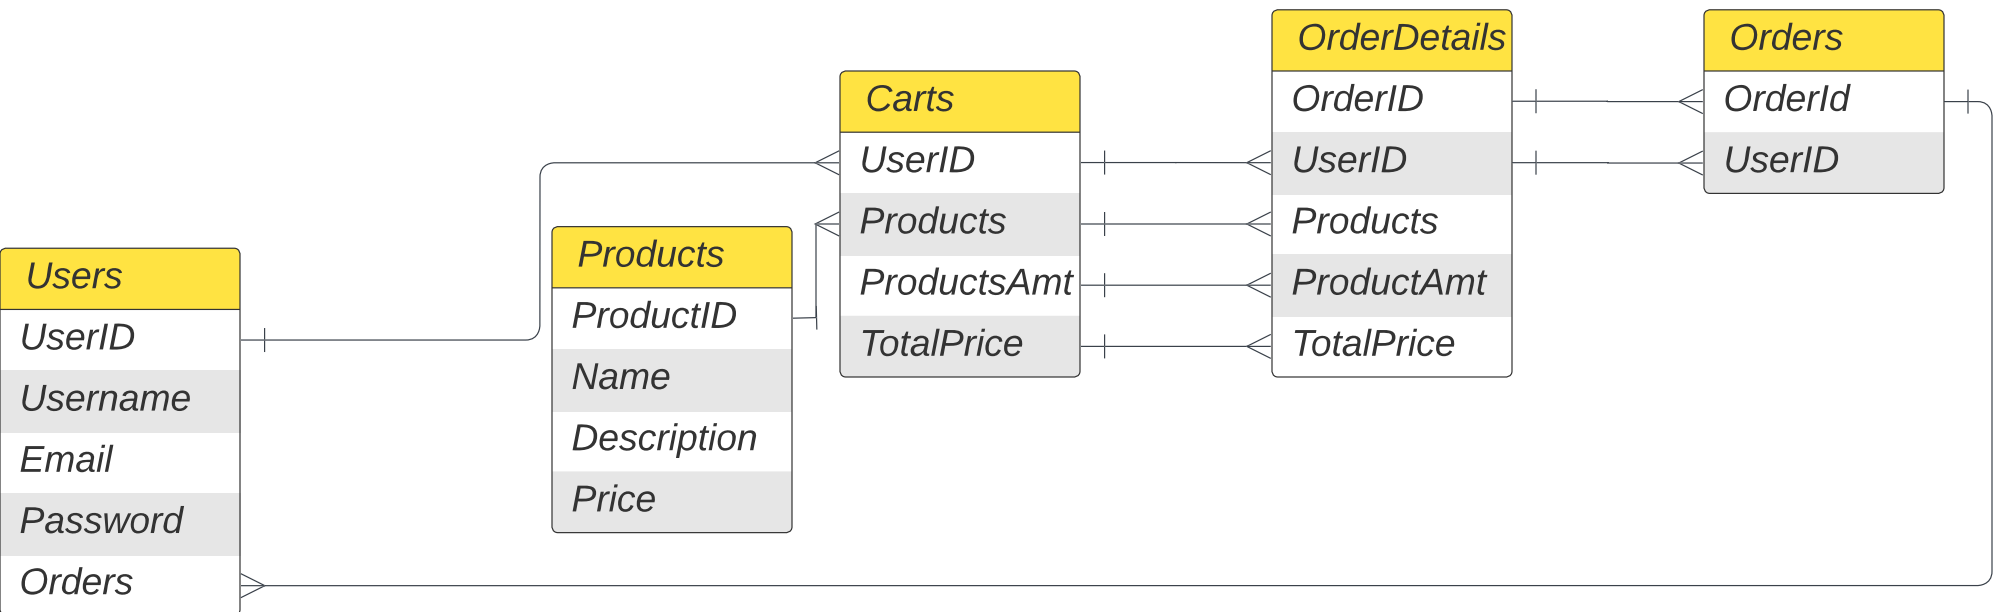 Users
UserID
Username
Email
Password
Orders
Products
ProductID
Name
Description
Price
Carts
UserID
Products
ProductsAmt
TotalPrice
OrderDetails
OrderID
UserID
Products
ProductAmt
TotalPrice
Orders
OrderId
UserID